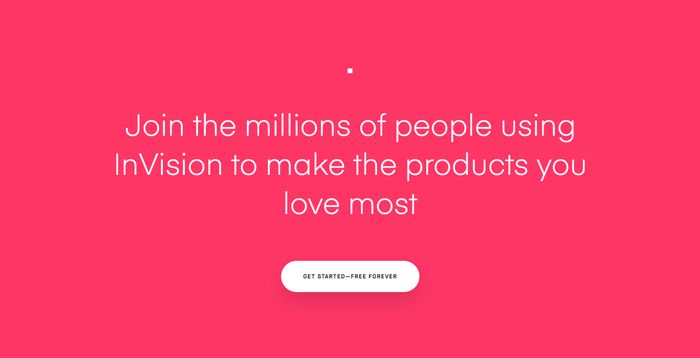 Join the millions of people using
InVision to make the products you
love most
GET STARTED—FREE FOREVER